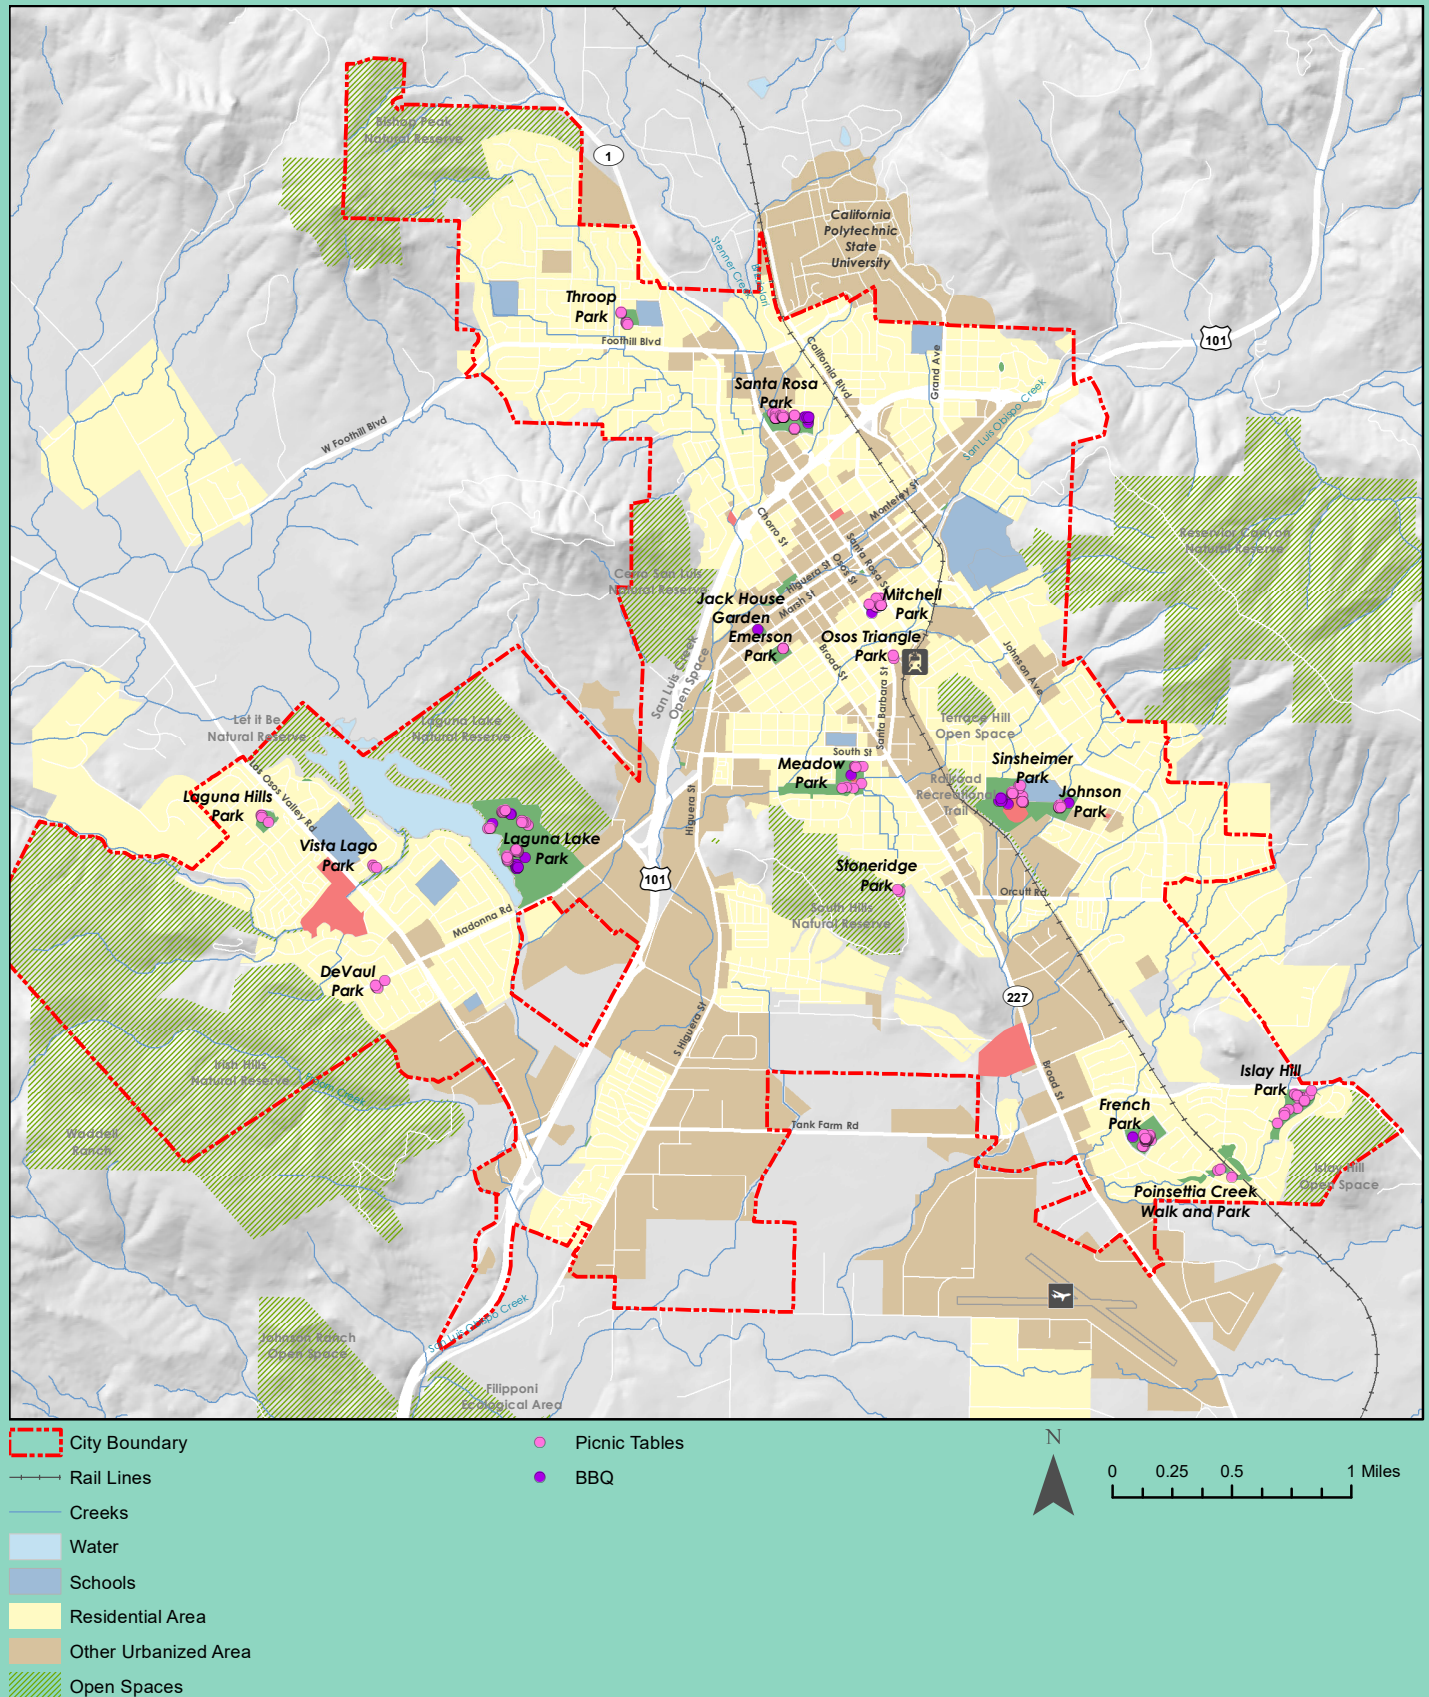 Bishop Peak
Natural Reserve
1
California
Polytechnic
State
University
Stenner Creek
Throop
Park
Foothill Blvd
101
California Blvd
Grand Ave
Santa Rosa
Park
San Luis Obispo Creek
W Foothill Blvd
Monterey St
Chorro St
Reservior Canyon
Natural Reserve
Santa Rosa St
Osos St
Higuera St
Marsh St
Cerro San Luis
Natural Reserve
Jack House
Garden
Mitchell
Park
Emerson
Park
Osos Triangle
Park
Broad St
Johnson Ave
San Luis Creek
Open Space
Santa Barbara St
Let it Be
Natural Reserve
Laguna Lake
Natural Reserve
Terrace Hill
Open Space
South St
Meadow
Park
Sinsheimer
Park
Railroad
Recreational
Trail
Johnson
Park
Los Osos Valley Rd
Laguna Hills
Park
Higuera St
Vista Lago
Park
Laguna Lake
Park
101
Stoneridge
Park
Orcutt Rd
South Hills
Natural Reserve
Madonna Rd
DeVaul
Park
227
S Higuera St
Irish Hills
Natural Reserve
Froom Creek
Broad St
Islay Hill
Park
French
Park
Tank Farm Rd
Waddell
Ranch
Islay Hill
Open Space
Poinsettia Creek
Walk and Park
San Luis Obispo Creek
Johnson Ranch
Open Space
Filipponi
Ecological Area
City Boundary
Rail Lines
Creeks
Water
Schools
Residential Area
Other Urbanized Area
Open Spaces
Picnic Tables
BBQ
N
0 0.25 0.5 1 Miles